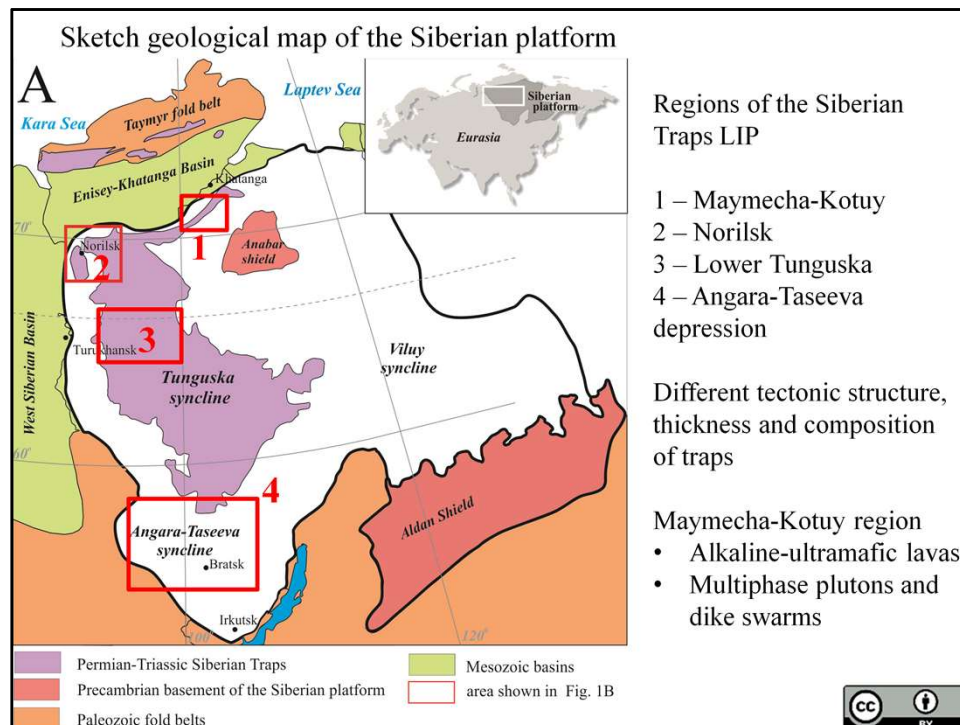 Sketch geological map of the Siberian platform
A
Kara Sea
Laptev Sea
Taymyr fold belt
Enisey-Khatanga Basin
Khatanga
Siberian
platform
Eurasia
70°
Norilsk
1
2
Anabar
shield
3
Turukhansk
West Siberian Basin
Tunguska
syncline
Viluy
syncline
60°
4
Angara-Taseeva
syncline
Bratsk
Aldan Shield
Irkutsk
100°
120°
Permian-Triassic Siberian Traps
Precambrian basement of the Siberian platform
Paleozoic fold belts
Mesozoic basins
area shown in Fig. 1B
Regions of the Siberian
Traps LIP
1 – Maymecha-Kotuy
2 – Norilsk
3 – Lower Tunguska
4 – Angara-Taseeva
depression
Different tectonic structure,
thickness and composition
of traps
Maymecha-Kotuy region
• Alkaline-ultramafic lavas
• Multiphase plutons and
dike swarms
cc
BY